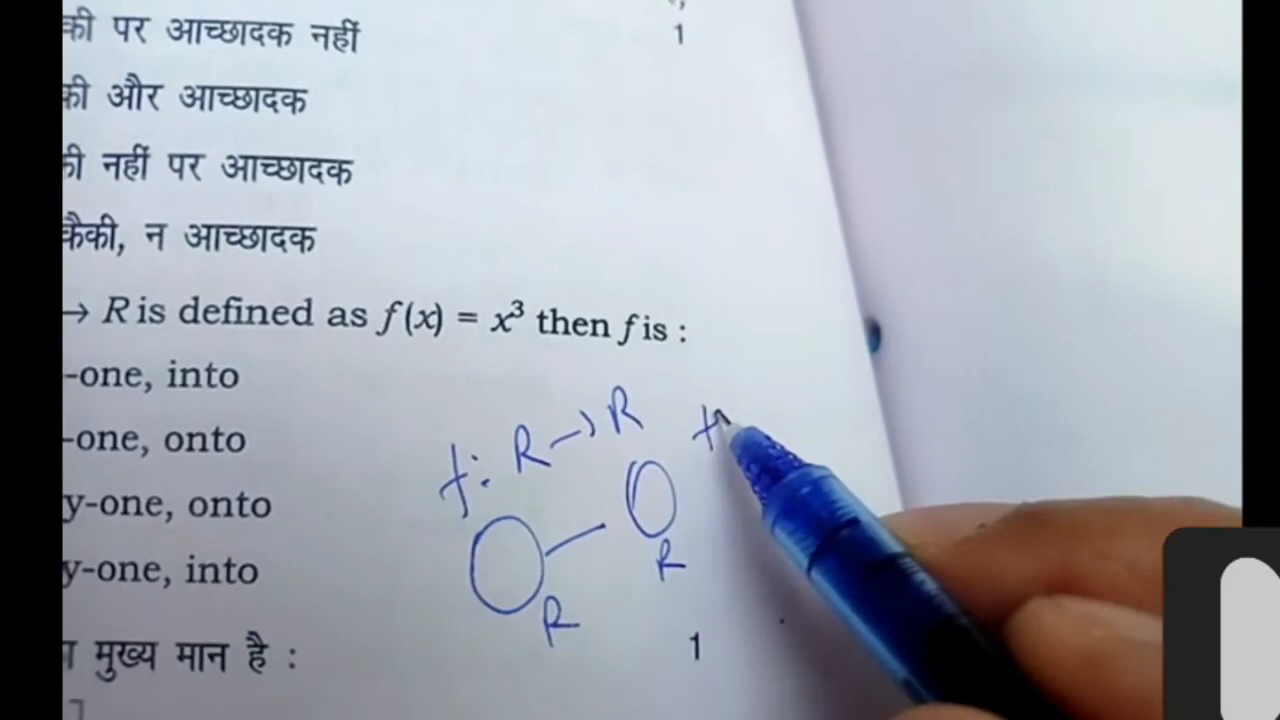 की पर आच्छादक नहीं
1
की और आच्छादक
नहीं पर आच्छादक
न आच्छादक
→ R is defined as f(x) = x³ then f is :
-one, into
-one, onto
y-one, onto
y-one, into
f: R→R
R
R
मुख्य मान है :
1